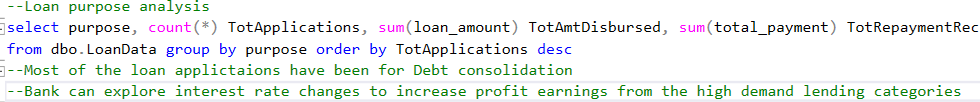 --Loan purpose analysis
select purpose, count(*) TotApplications, sum(loan_amount) TotAmtDisbursed, sum(total_payment) TotRepaymentRec
from dbo.LoanData group by purpose order by TotApplications desc
--Most of the loan applictaions have been for Debt consolidation
--Bank can explore interest rate changes to increase profit earnings from the high demand lending categories